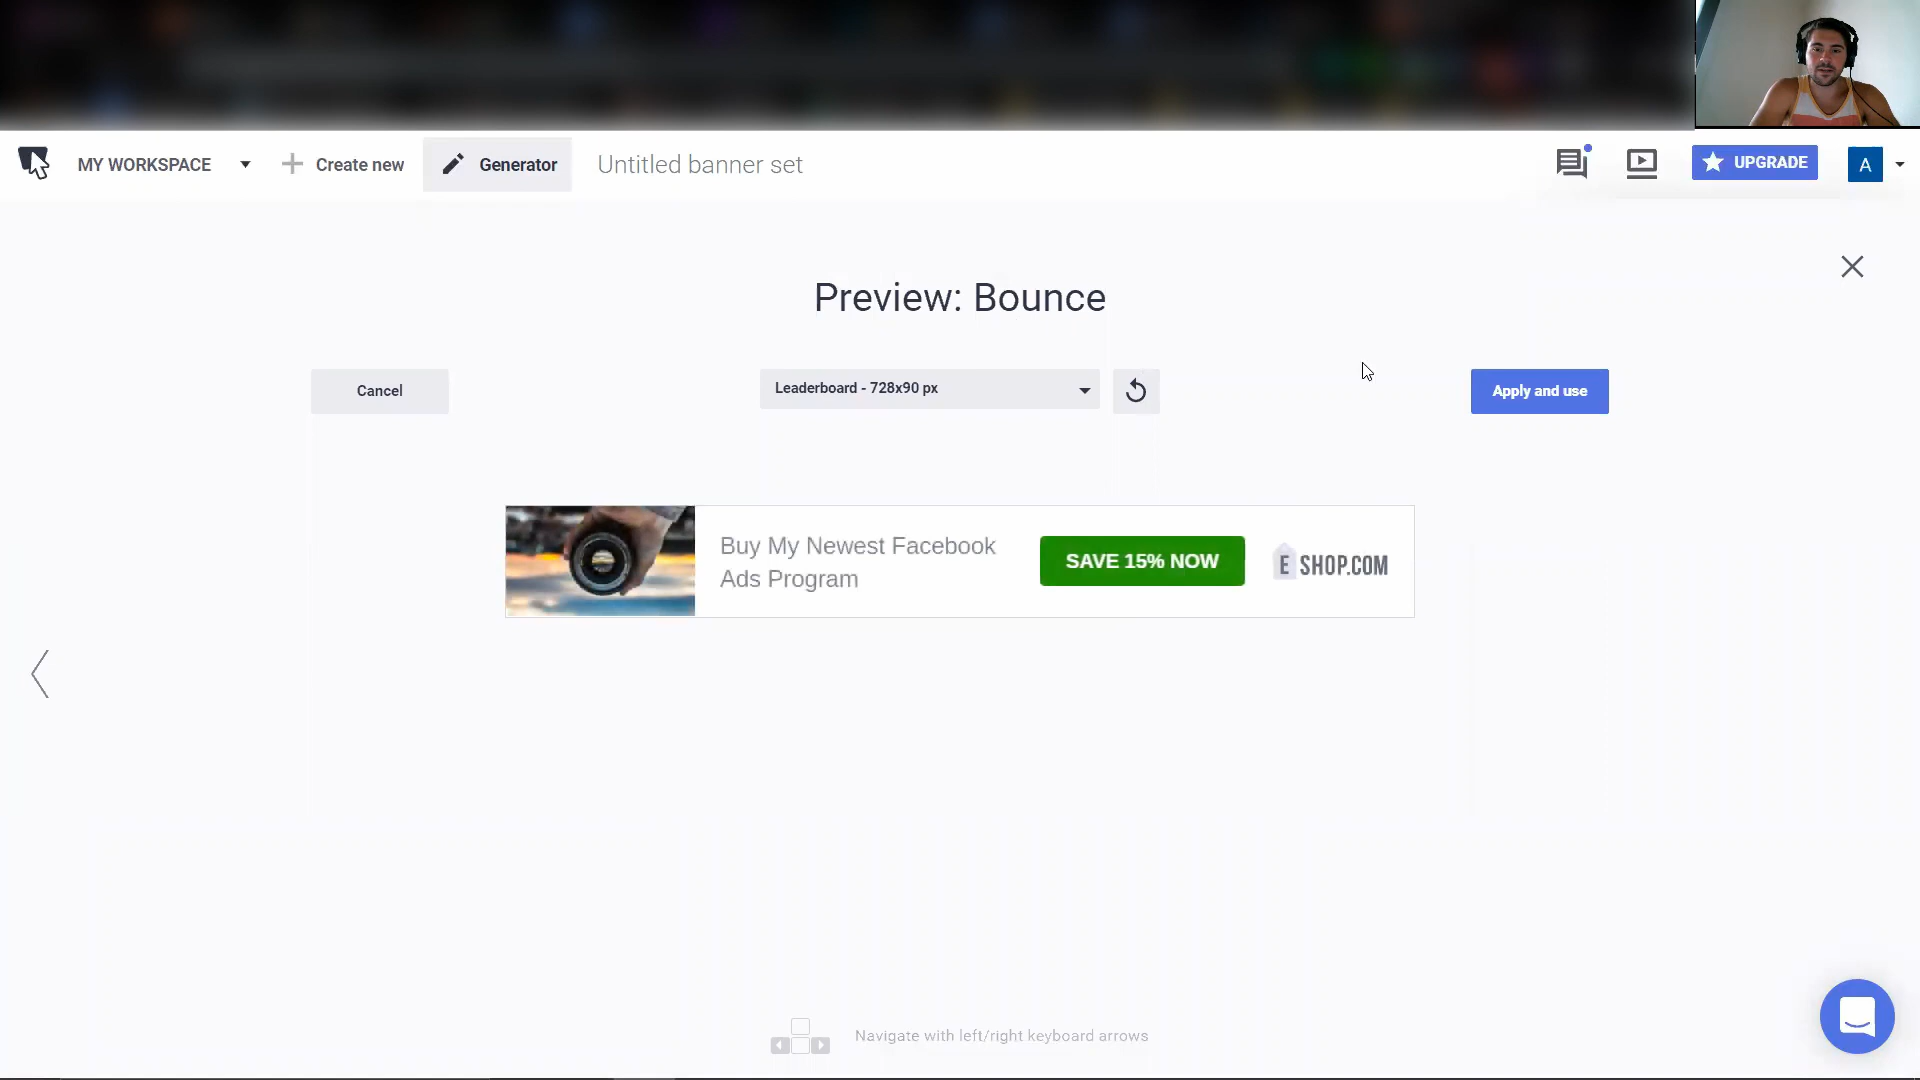 MY WORKSPACE
Create new
Generator
Untitled banner set
UPGRADE
A
Preview: Bounce
Cancel
Leaderboard - 728x90 px
Apply and use
Buy My Newest Facebook
Ads Program
SAVE 15% NOW
E SHOP.COM
Navigate with left/right keyboard arrows